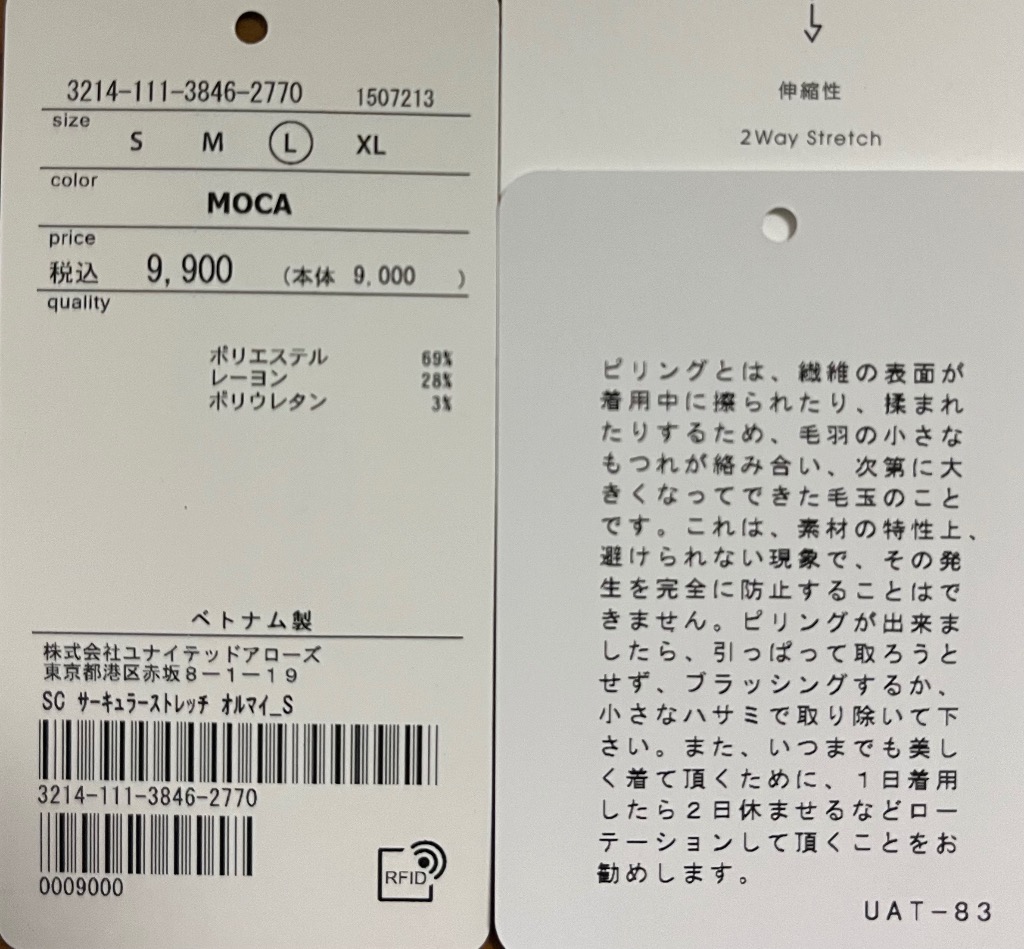 3214-111-3846-2770 1507213
size
S M L XL
color
MOCA
price
税込 9,900 (本体 9,000 )
quality
ポリエステル 69%
レーヨン 28%
ポリウレタン 3%
ベトナム製
株式会社ユナイテッドアローズ
東京都港区赤坂8-1-19
SC サーキュラーストレッチ オルマイ_S
3214-111-3846-2770
0009000
RFID
伸縮性
2Way Stretch
ピリングとは、繊維の表面が
着用中に擦られたり、揉まれ
たりするため、毛羽の小さな
もつれが絡み合い、次第に大
きくなってできた毛玉のこと
です。これは、素材の特性上、
避けられない現象で、その発
生を完全に防止することはで
きません。ピリングが出来ま
したら、引っぱって取ろうと
せず、ブラッシングするか、
小さなハサミで取り除いて下
さい。また、いつまでも美し
く着て頂くために、1日着用
したら2日休ませるなどロー
テーションして頂くことをお
勧めします。
UAT-83